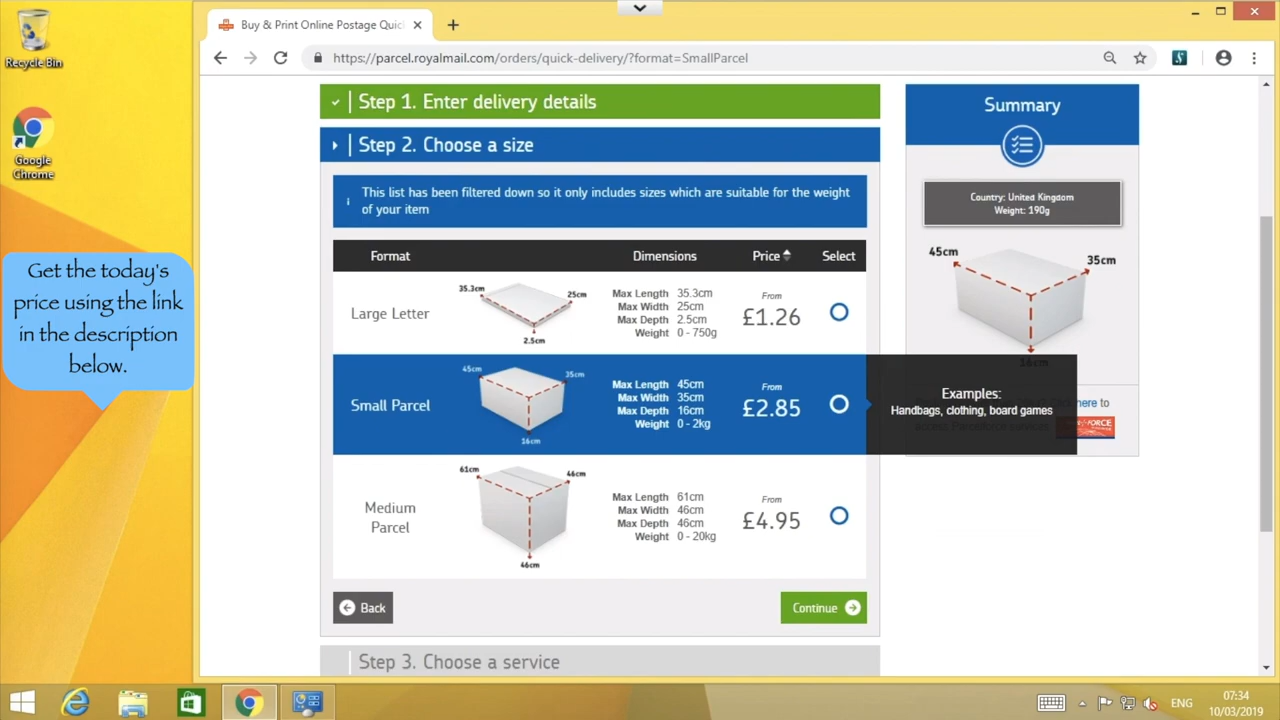 Recycle Bin
Google
Chrome
Get the today's
price using the link
in the description
below.
Buy & Print Online Postage Quic
https://parcel.royalmail.com/orders/quick-delivery/?format=SmallParcel
Step 1. Enter delivery details
Step 2. Choose a size
This list has been filtered down so it only includes sizes which are suitable for the weight
of your item
Format Dimensions Price Select
Large Letter
35.3cm 25cm
2.5cm
Max Length 35.3cm
Max Width 25cm
Max Depth 2.5cm
Weight 0 - 750g
From
£1.26
Small Parcel
45cm 35cm
16cm
Max Length 45cm
Max Width 35cm
Max Depth 16cm
Weight 0 - 2kg
From
£2.85
Examples:
Handbags, clothing, board games
Medium
Parcel
61cm 46cm
46cm
Max Length 61cm
Max Width 46cm
Max Depth 46cm
Weight 0 - 20kg
From
£4.95
Back
Continue
Step 3. Choose a service
Summary
Country: United Kingdom
Weight: 190g
45cm
35cm
16cm
here to
ENG
07:34
10/03/2019